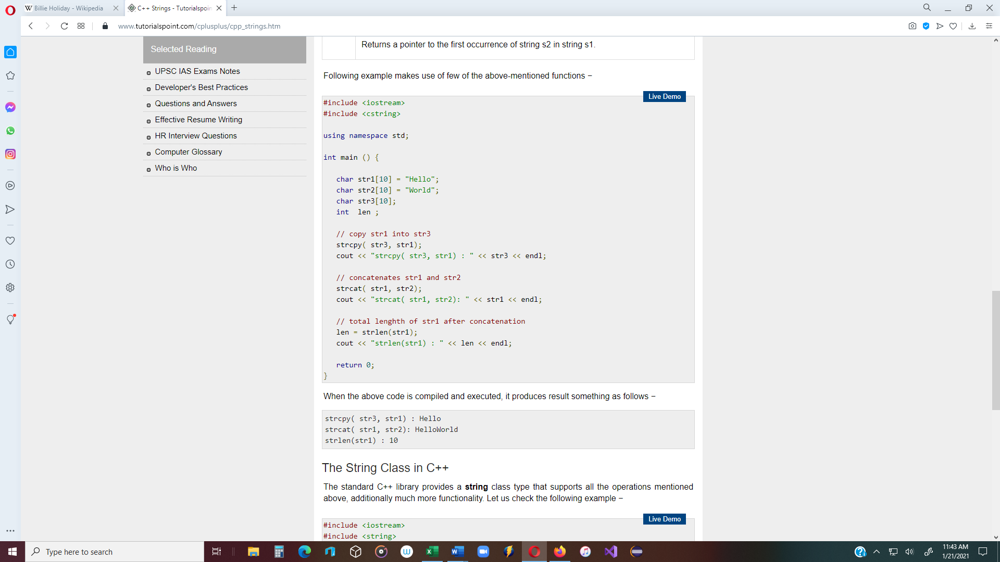 Billie Holiday - Wikipedia
C++ Strings - Tutorialspoin
www.tutorialspoint.com/cplusplus/cpp_strings.htm
Selected Reading
UPSC IAS Exams Notes
Developer's Best Practices
Questions and Answers
Effective Resume Writing
HR Interview Questions
Computer Glossary
Who is Who
Returns a pointer to the first occurrence of string s2 in string s1.
Following example makes use of few of the above-mentioned functions −
Live Demo
#include <iostream>
#include <cstring>
using namespace std;
int main () {
char str1[10] = "Hello";
char str2[10] = "World";
char str3[10];
int  len ;
// copy str1 into str3
strcpy( str3, str1);
cout << "strcpy( str3, str1) : " << str3 << endl;
// concatenates str1 and str2
strcat( str1, str2);
cout << "strcat( str1, str2): " << str1 << endl;
// total lenghth of str1 after concatenation
len = strlen(str1);
cout << "strlen(str1) : " << len << endl;
return 0;
}
When the above code is compiled and executed, it produces result something as follows −
strcpy( str3, str1) : Hello
strcat( str1, str2): HelloWorld
strlen(str1) : 10
The String Class in C++
The standard C++ library provides a string class type that supports all the operations mentioned
above, additionally much more functionality. Let us check the following example −
Live Demo
#include <iostream>
#include <string>
Type here to search
11:43 AM
1/21/2021